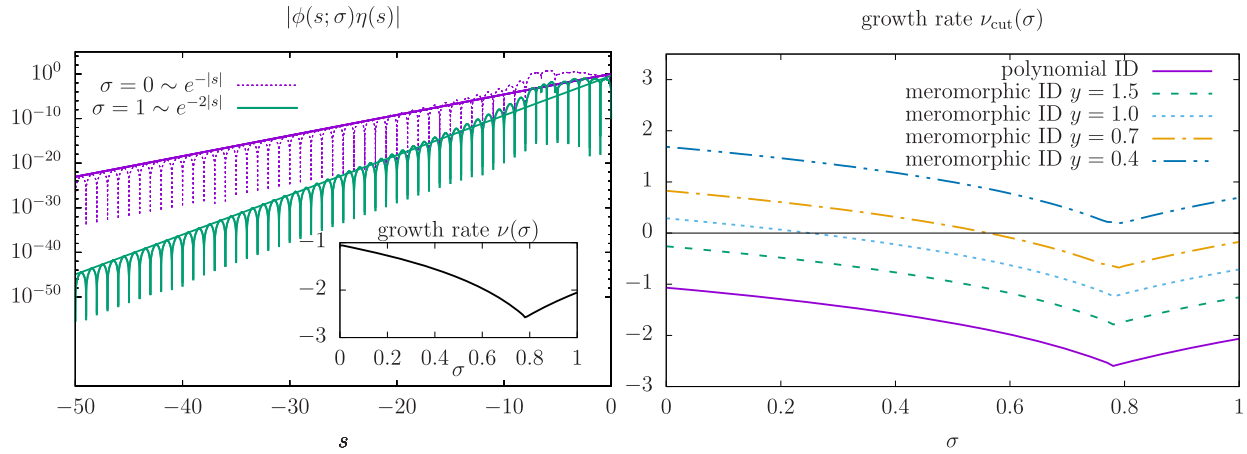 |ϕ(s; σ)η(s)|
10^0
10^{-10}
10^{-20}
10^{-30}
10^{-40}
10^{-50}
σ = 0 ∼ e^{-|s|}
σ = 1 ∼ e^{-2|s|}
growth rate ν(σ)
−1
−2
−3
0 0.2 0.4 0.6 0.8 1
σ
−50 −40 −30 −20 −10 0
s
growth rate ν_{cut}(σ)
3
2
1
0
−1
−2
−3
polynomial ID
meromorphic ID y = 1.5
meromorphic ID y = 1.0
meromorphic ID y = 0.7
meromorphic ID y = 0.4
0 0.2 0.4 0.6 0.8 1
σ